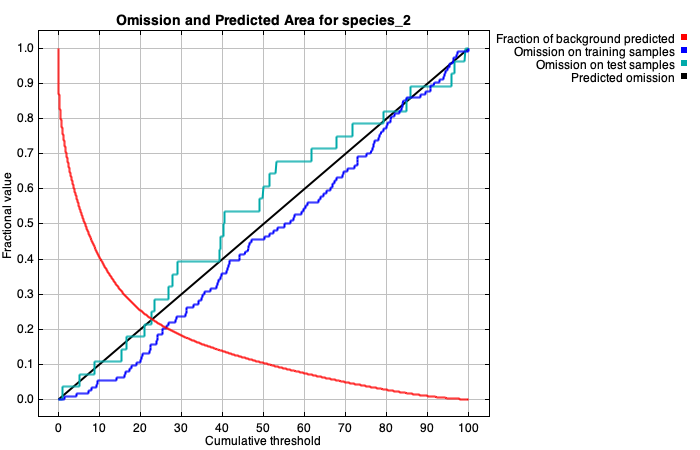 Omission and Predicted Area for species_2
Fraction of background predicted
Omission on training samples
Omission on test samples
Predicted omission
Fractional value
1.0
0.9
0.8
0.7
0.6
0.5
0.4
0.3
0.2
0.1
0.0
0 10 20 30 40 50 60 70 80 90 100
Cumulative threshold